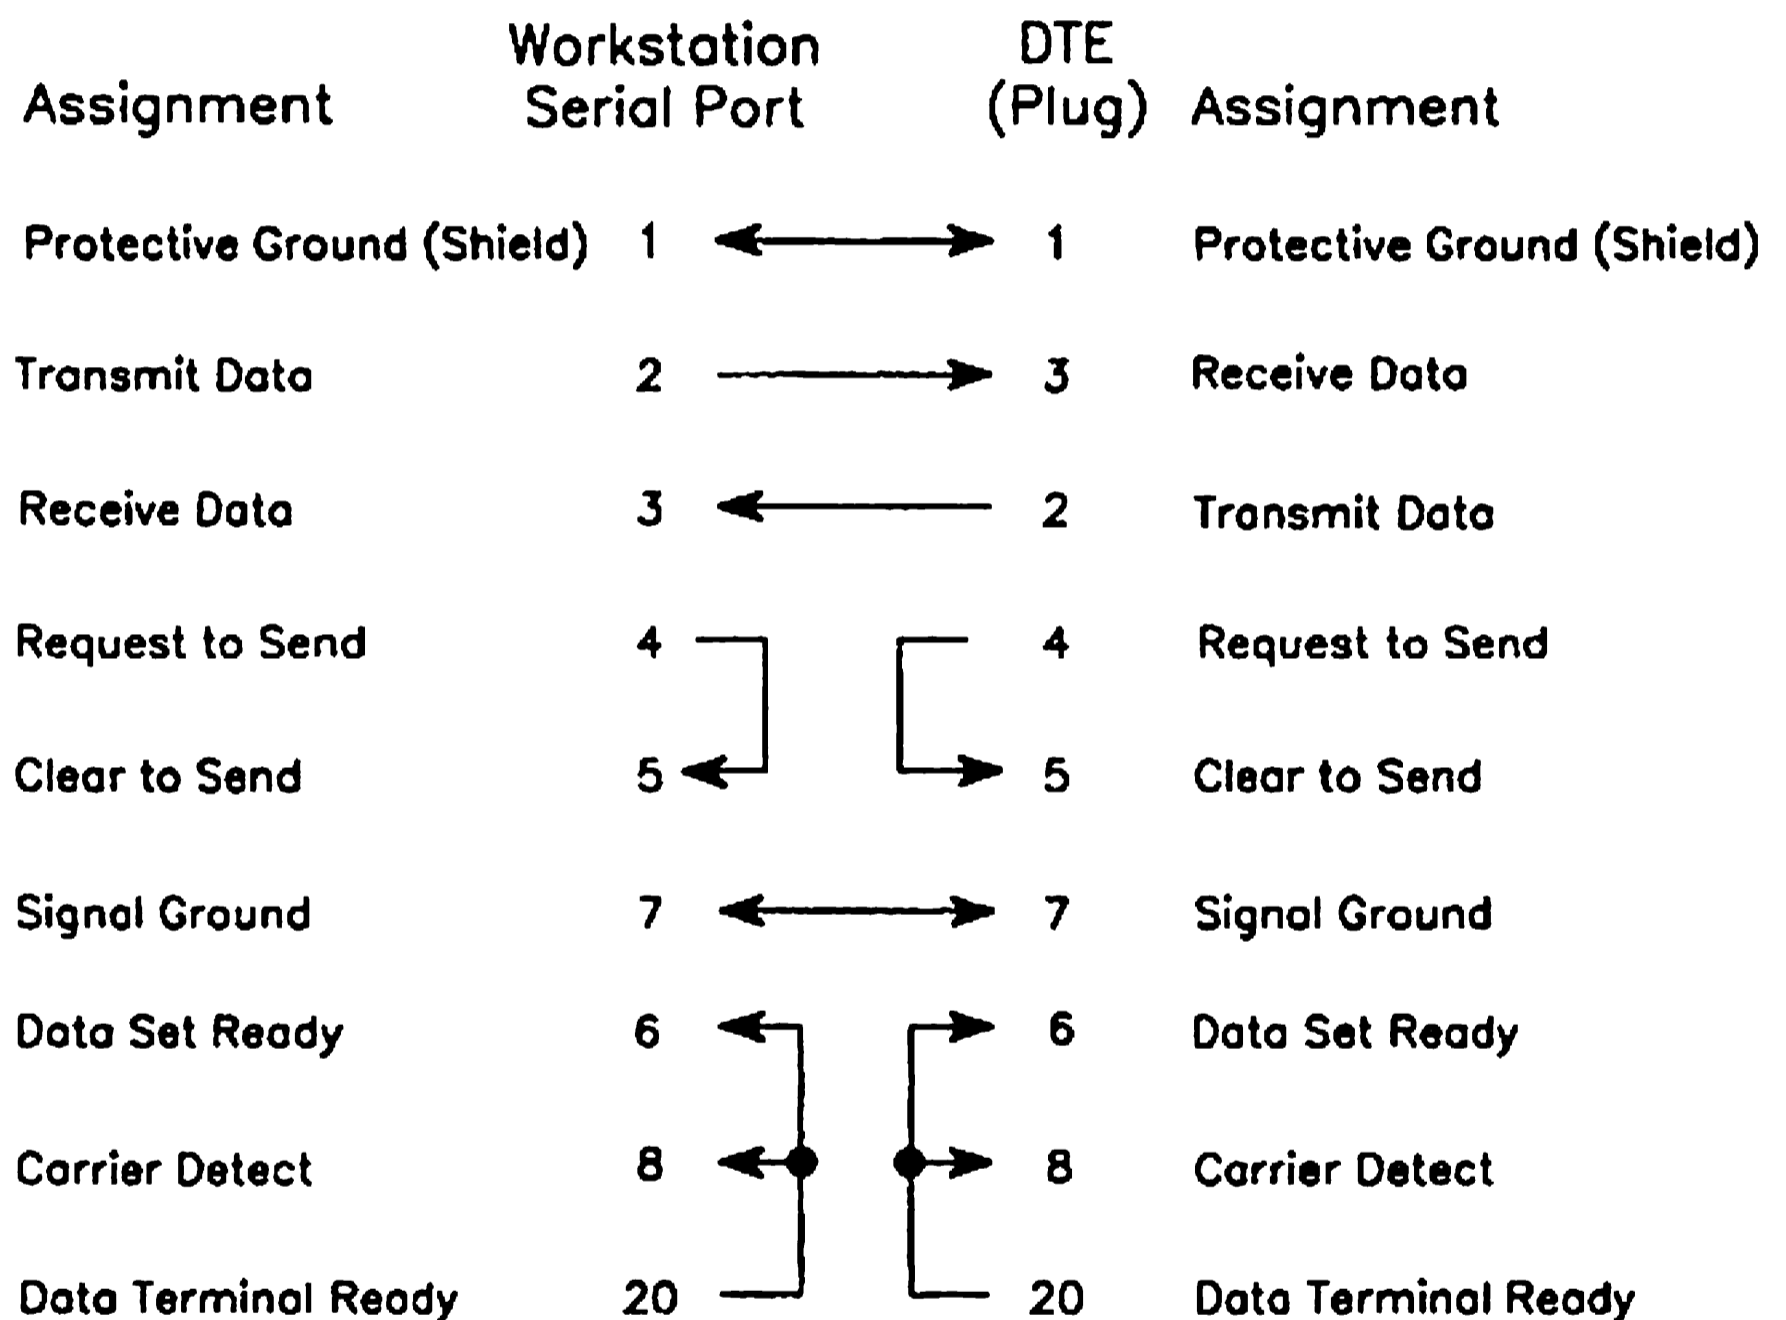 Workstation DTE
Assignment Serial Port (Plug) Assignment
Protective Ground (Shield) 1 1 Protective Ground (Shield)
Transmit Data 2 3 Receive Data
Receive Data 3 2 Transmit Data
Request to Send 4 4 Request to Send
Clear to Send 5 5 Clear to Send
Signal Ground 7 7 Signal Ground
Data Set Ready 6 6 Data Set Ready
Carrier Detect 8 8 Carrier Detect
Data Terminal Ready 20 20 Data Terminal Ready